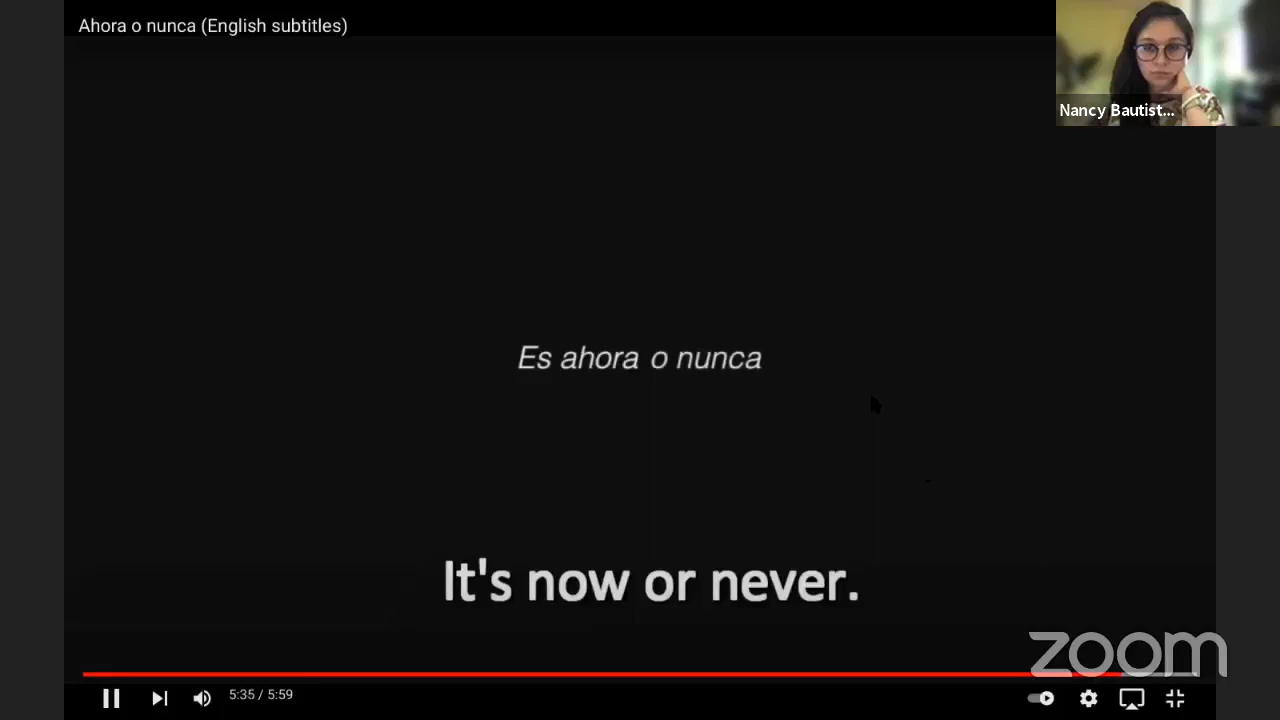 Ahora o nunca (English subtitles)
Nancy Bautist...
Es ahora o nunca
It's now or never.
zoom
5:35 / 5:59